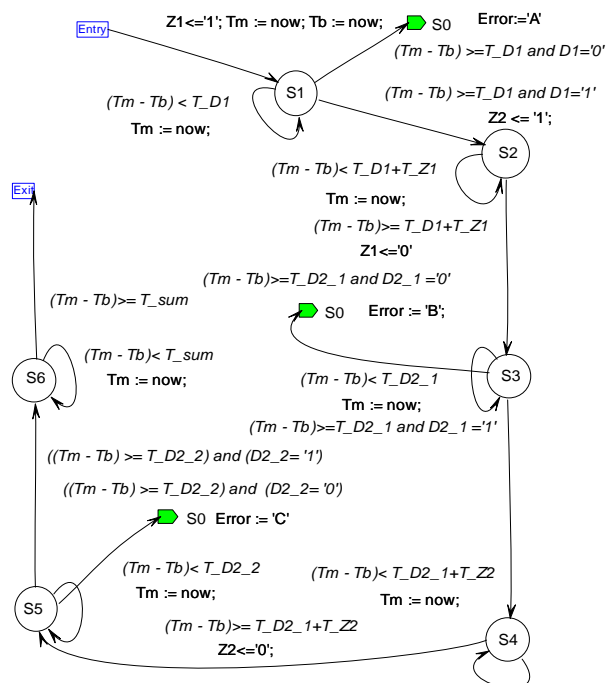 Z1<='1'; Tm := now; Tb := now;
S0 Error:='A'
Entry
(Tm - Tb) >=T_D1 and D1='0'
S1
(Tm - Tb) < T_D1
Tm := now;
(Tm - Tb) >=T_D1 and D1='1'
Z2 <= '1';
S2
(Tm - Tb)< T_D1+T_Z1
Tm := now;
(Tm - Tb)>= T_D1+T_Z1
Z1<='0'
Exit
(Tm - Tb)>=T_D2_1 and D2_1 ='0'
S0 Error := 'B';
(Tm - Tb)>= T_sum
(Tm - Tb)< T_sum
Tm := now;
S6
(Tm - Tb) < T_D2_1
Tm := now;
S3
(Tm - Tb)>=T_D2_1 and D2_1 ='1'
((Tm - Tb) >= T_D2_2) and (D2_2= '1')
((Tm - Tb) >= T_D2_2) and (D2_2= '0')
S0 Error := 'C'
(Tm - Tb)< T_D2_2
Tm := now;
(Tm - Tb)< T_D2_1+T_Z2
Tm := now;
S5
(Tm - Tb)>= T_D2_1+T_Z2
Z2<='0';
S4